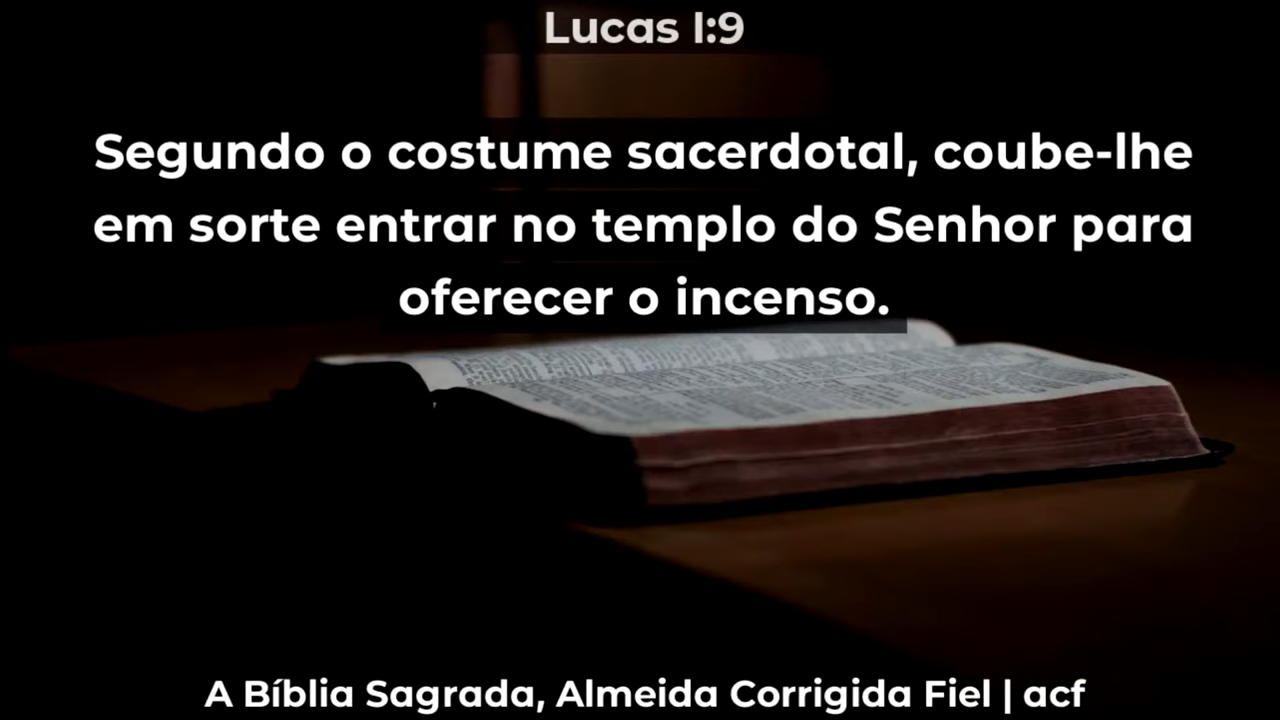 Lucas 1:9
Segundo o costume sacerdotal, coube-lhe
em sorte entrar no templo do Senhor para
oferecer o incenso.
A Bíblia Sagrada, Almeida Corrigida Fiel | acf